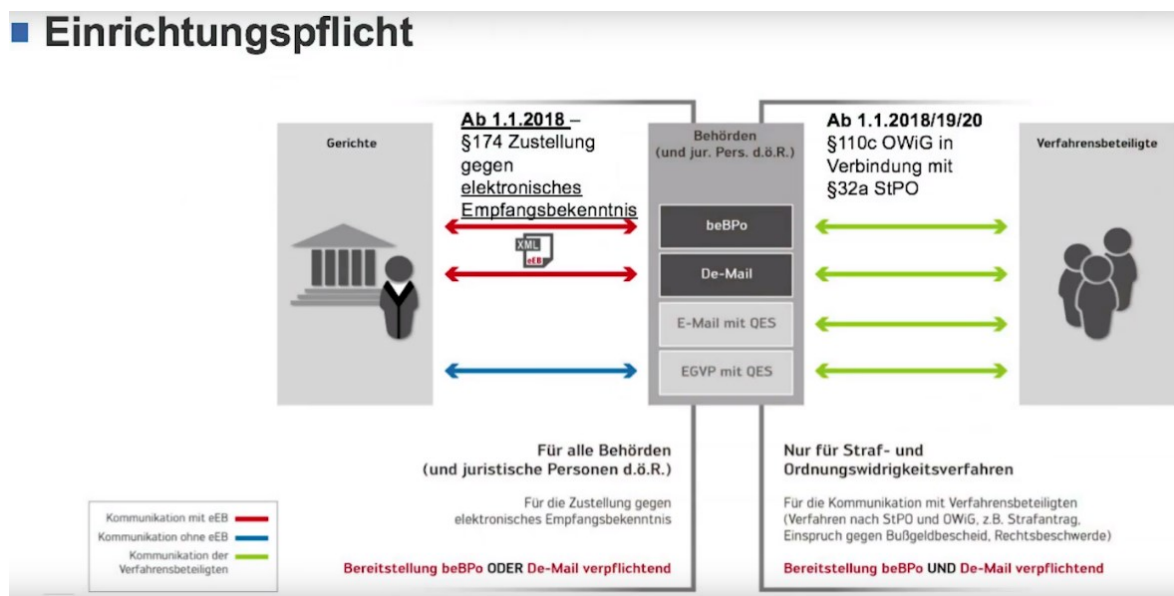 Einrichtungspflicht
Gerichte
Ab 1.1.2018 –
§174 Zustellung
gegen
elektronisches
Empfangsbekenntnis
XML
eEB
Behörden
(und jur. Pers. d.ö.R.)
beBPo
De-Mail
E-Mail mit QES
EGVP mit QES
Ab 1.1.2018/19/20
§110c OWiG in
Verbindung mit
§32a StPO
Verfahrensbeteiligte
Für alle Behörden
(und juristische Personen d.ö.R.)
Für die Zustellung gegen
elektronisches Empfangsbekenntnis
Bereitstellung beBPo ODER De-Mail verpflichtend
Nur für Straf- und
Ordnungswidrigkeitsverfahren
Für die Kommunikation mit Verfahrensbeteiligten
(Verfahren nach StPO und OWiG, z.B. Strafantrag,
Einspruch gegen Bußgeldbescheid, Rechtsbeschwerde)
Bereitstellung beBPo UND De-Mail verpflichtend
Kommunikation mit eEB
Kommunikation ohne eEB
Kommunikation der
Verfahrensbeteiligten